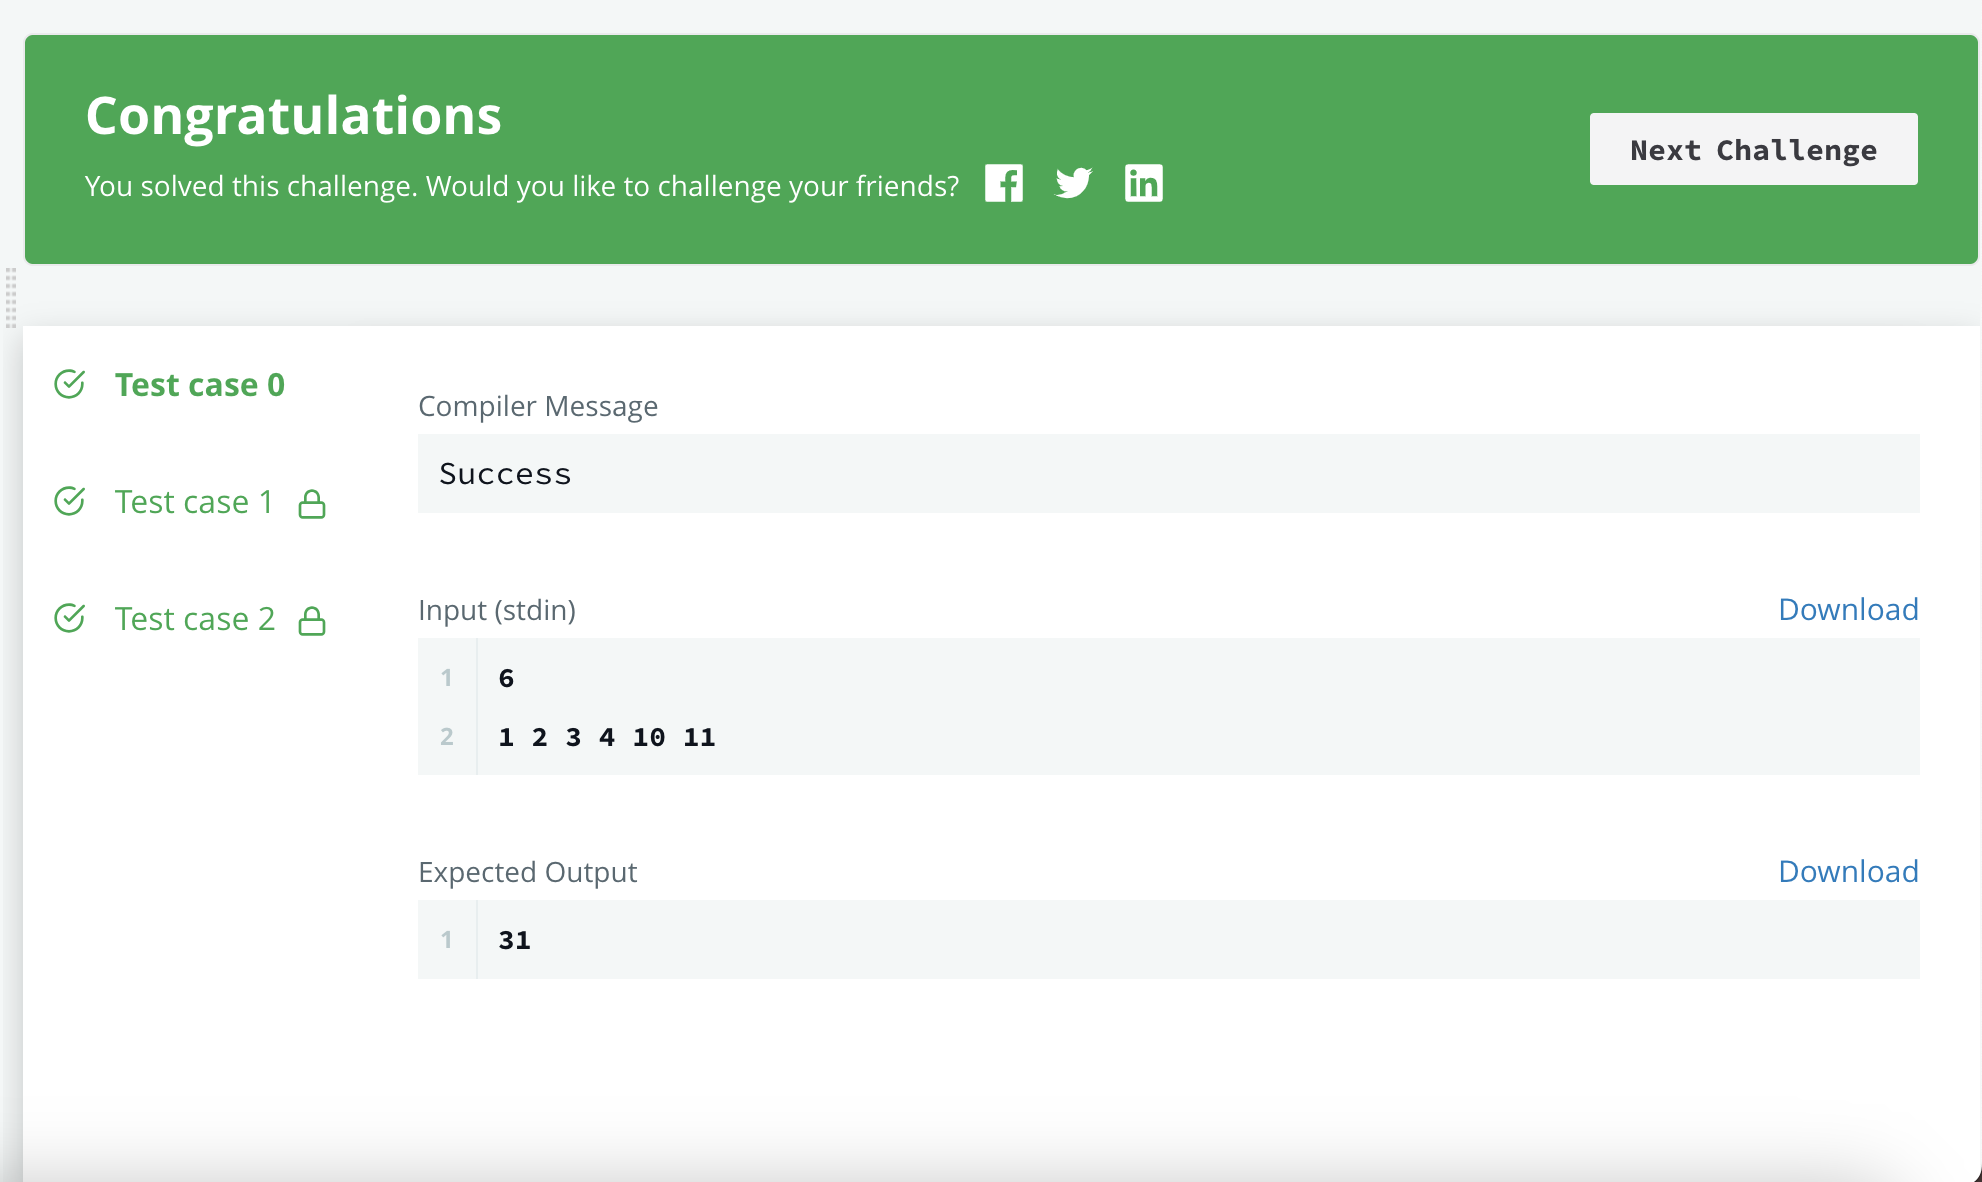 Congratulations
You solved this challenge. Would you like to challenge your friends?
Next Challenge
Test case 0
Test case 1
Test case 2
Compiler Message
Success
Input (stdin)
Download
1 6
2 1 2 3 4 10 11
Expected Output
Download
1 31